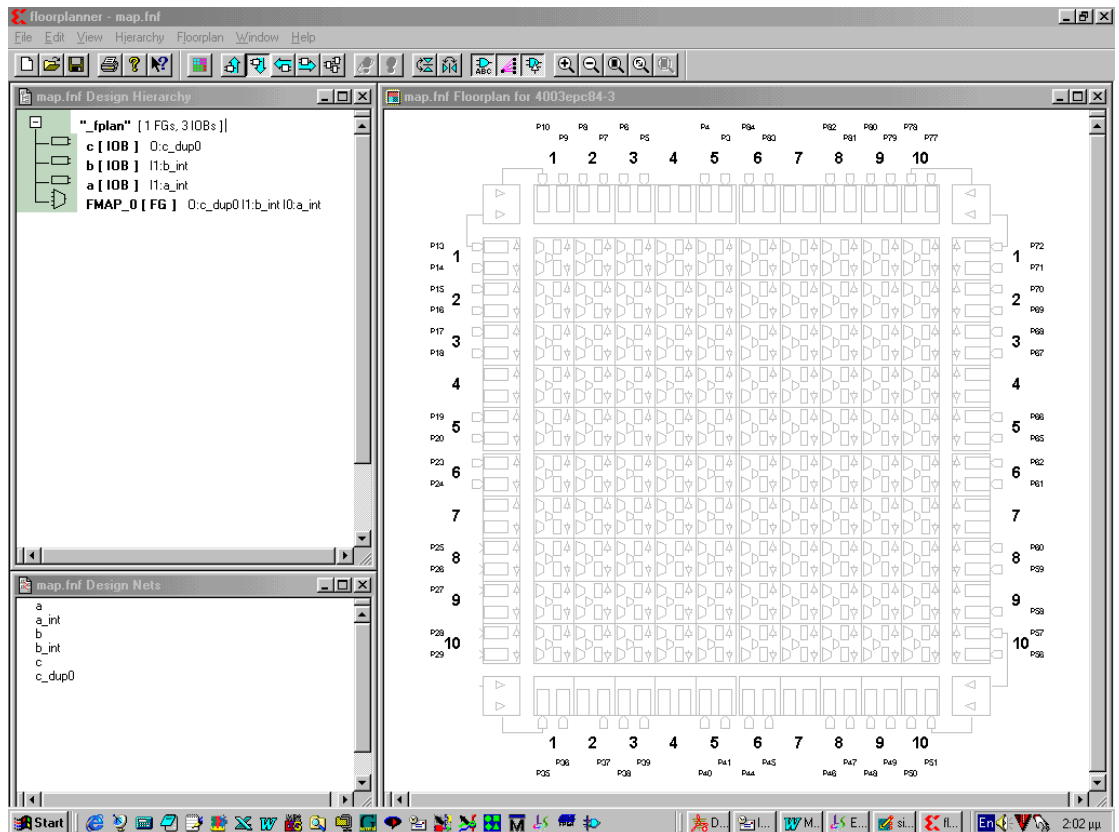 floorplanner - map.fnf
File Edit View Hierarchy Floorplan Window Help
ABC
map.fnf Design Hierarchy
"_fplan" [ 1 FGs, 3 IOBs ]
c [ IOB ] O:c_dup0
b [ IOB ] I1:b_int
a [ IOB ] I1:a_int
FMAP_0 [ FG ] O:c_dup0 I1:b_int I0:a_int
map.fnf Design Nets
a
a_int
b
b_int
c
c_dup0
map.fnf Floorplan for 4003epc84-3
P10 P8 P6 P4 P84 P82 P80 P78
P9 P7 P5 P3 P83 P81 P79 P77
1 2 3 4 5 6 7 8 9 10
P13 P72
1 1
P14 P71
P15 P70
2 2
P16 P69
P17 P68
3 3
P18 P67
4 4
P19 P66
5 5
P20 P65
P23 P62
6 6
P24 P61
7 7
P25 P60
8 8
P26 P59
P27
9 9
P58
P28 P57
10 10
P29 P56
1 2 3 4 5 6 7 8 9 10
P36 P37 P39 P41 P45 P47 P49 P51
P35 P38 P40 P44 P46 P48 P50
Start D... I... M... E... si... fl... En 2:02 μμ